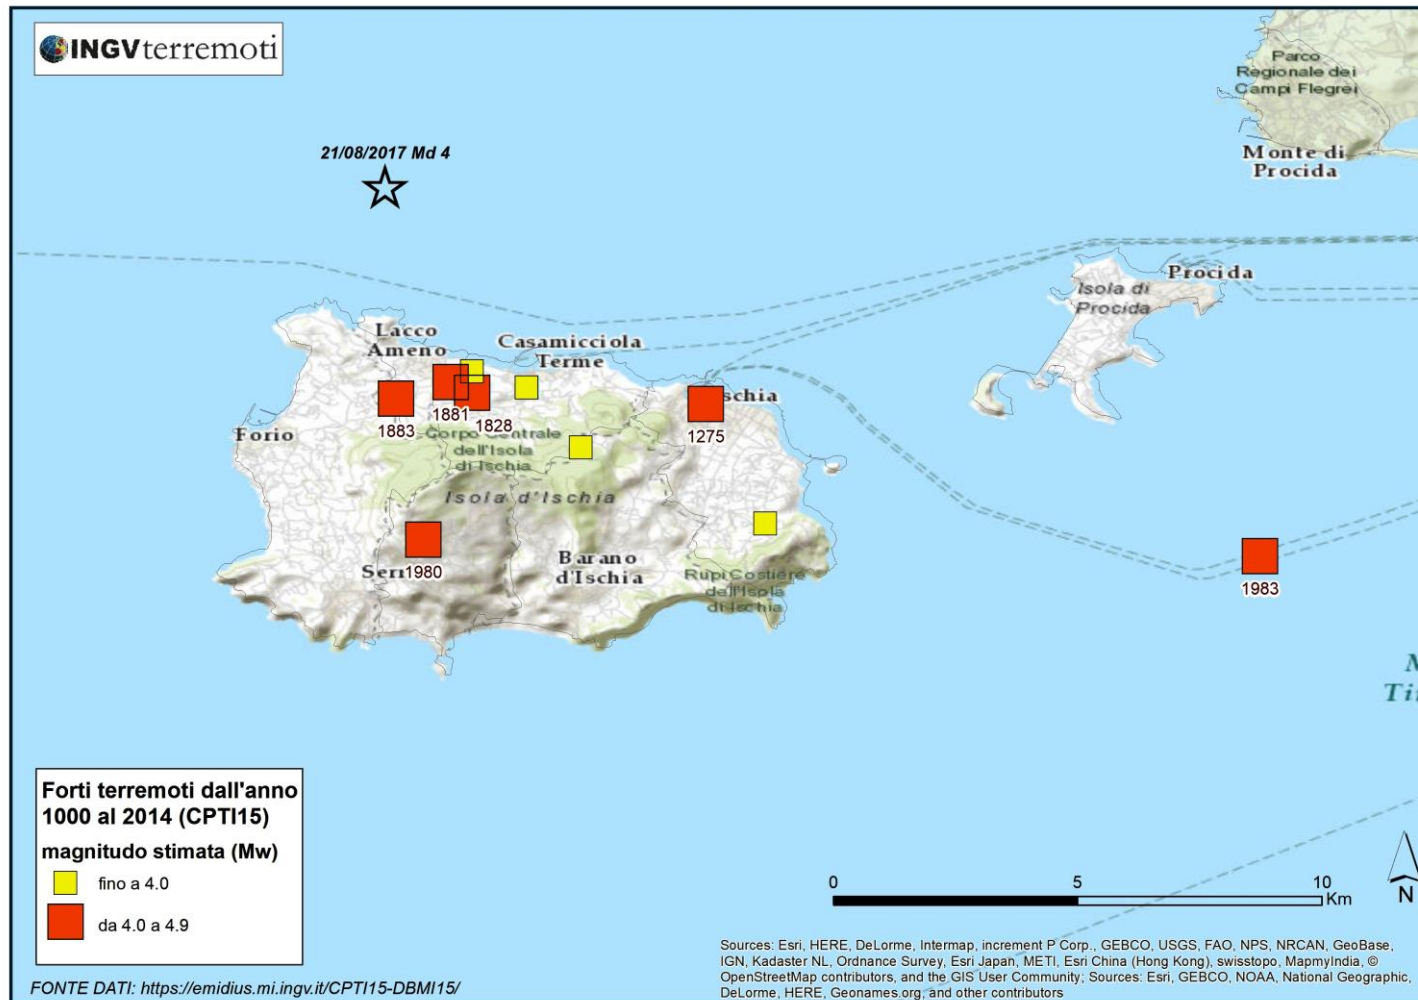 INGVterremoti
Parco
Regionale dei
Campi Flegrei
Monte di
Procida
21/08/2017 Md 4
Procida
Isola di
Procida
Lacco
Ameno
Casamicciola
Terme
1881
1828
1883
schia
1275
Forio
Corpo Centrale
dell'Isola
di Ischia
Isola d'Ischia
1980
Barano
d'Ischia
Rupi Costiere
dell'Isola
di Ischia
1983
Forti terremoti dall'anno
1000 al 2014 (CPTI15)
magnitudo stimata (Mw)
fino a 4.0
da 4.0 a 4.9
0 5 10
Km
N
Sources: Esri, HERE, DeLorme, Intermap, increment P Corp., GEBCO, USGS, FAO, NPS, NRCAN, GeoBase,
IGN, Kadaster NL, Ordnance Survey, Esri Japan, METI, Esri China (Hong Kong), swisstopo, MapmyIndia, ©
OpenStreetMap contributors, and the GIS User Community; Sources: Esri, GEBCO, NOAA, National Geographic,
DeLorme, HERE, Geonames.org, and other contributors
FONTE DATI: https://emidius.mi.ingv.it/CPTI15-DBMI15/